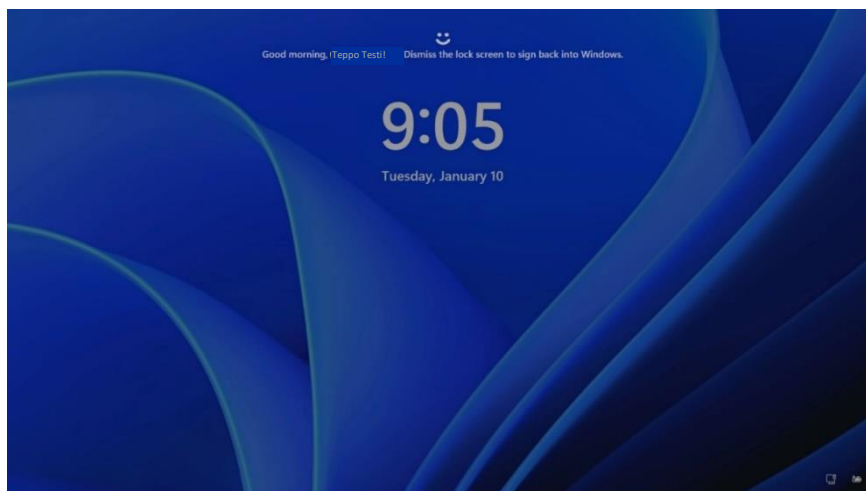 Good morning, Teppo Testi! Dismiss the lock screen to sign back into Windows.
9:05
Tuesday, January 10